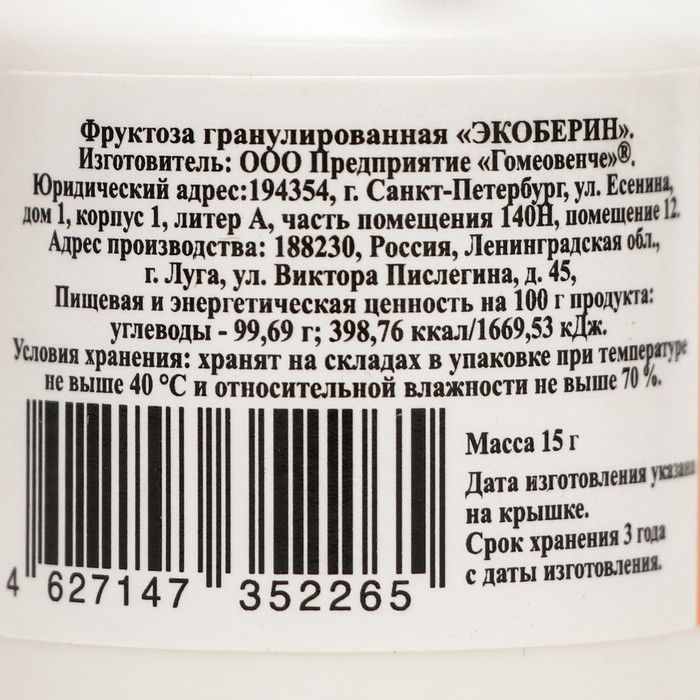 Фруктоза гранулированная «ЭКОБЕРИН».
Изготовитель: ООО Предприятие «Гомеовенче»®.
Юридический адрес:194354, г. Санкт-Петербург, ул. Есенина,
дом 1, корпус 1, литер А, часть помещения 140Н, помещение 12.
Адрес производства: 188230, Россия, Ленинградская обл.,
г. Луга, ул. Виктора Пислегина, д. 45,
Пищевая и энергетическая ценность на 100 г продукта:
углеводы - 99,69 г; 398,76 ккал/1669,53 кДж.
Условия хранения: хранят на складах в упаковке при температуре
не выше 40 °С и относительной влажности не выше 70 %.
Масса 15 г
Дата изготовления указана
на крышке.
Срок хранения 3 года
с даты изготовления.
4 627147 352265